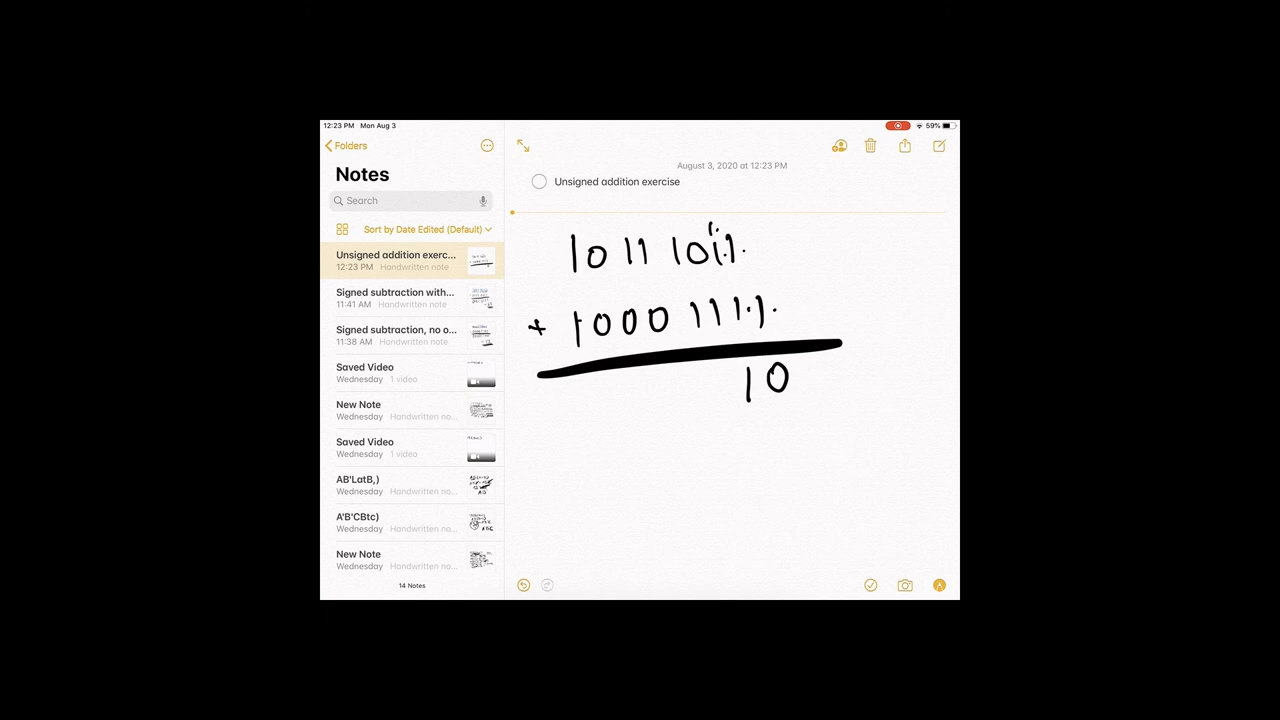 12:23 PM Mon Aug 3
59%
Folders
Notes
Search
Sort by Date Edited (Default)
Unsigned addition exerc...
12:23 PM Handwritten note
Signed subtraction with...
11:41 AM Handwritten note
Signed subtraction, no o...
11:38 AM Handwritten note
Saved Video
Wednesday 1 video
New Note
Wednesday Handwritten no...
Saved Video
Wednesday 1 video
AB'LatB,)
Wednesday Handwritten no...
A'B'CBtc)
Wednesday Handwritten no...
New Note
Wednesday Handwritten no...
14 Notes
August 3, 2020 at 12:23 PM
Unsigned addition exercise
1
1011 1011
+ 1000 1111
10